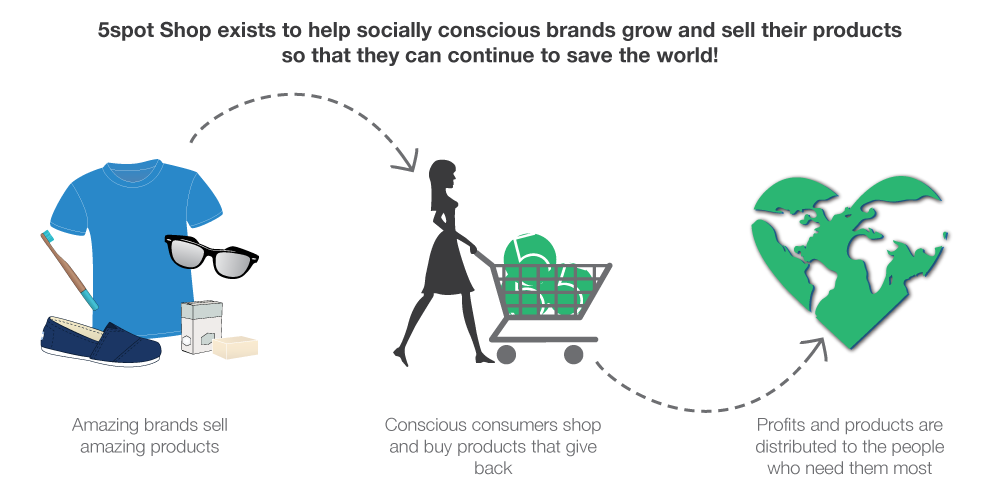 5spot Shop exists to help socially conscious brands grow and sell their products
so that they can continue to save the world!
Amazing brands sell
amazing products
Conscious consumers shop
and buy products that give
back
Profits and products are
distributed to the people
who need them most